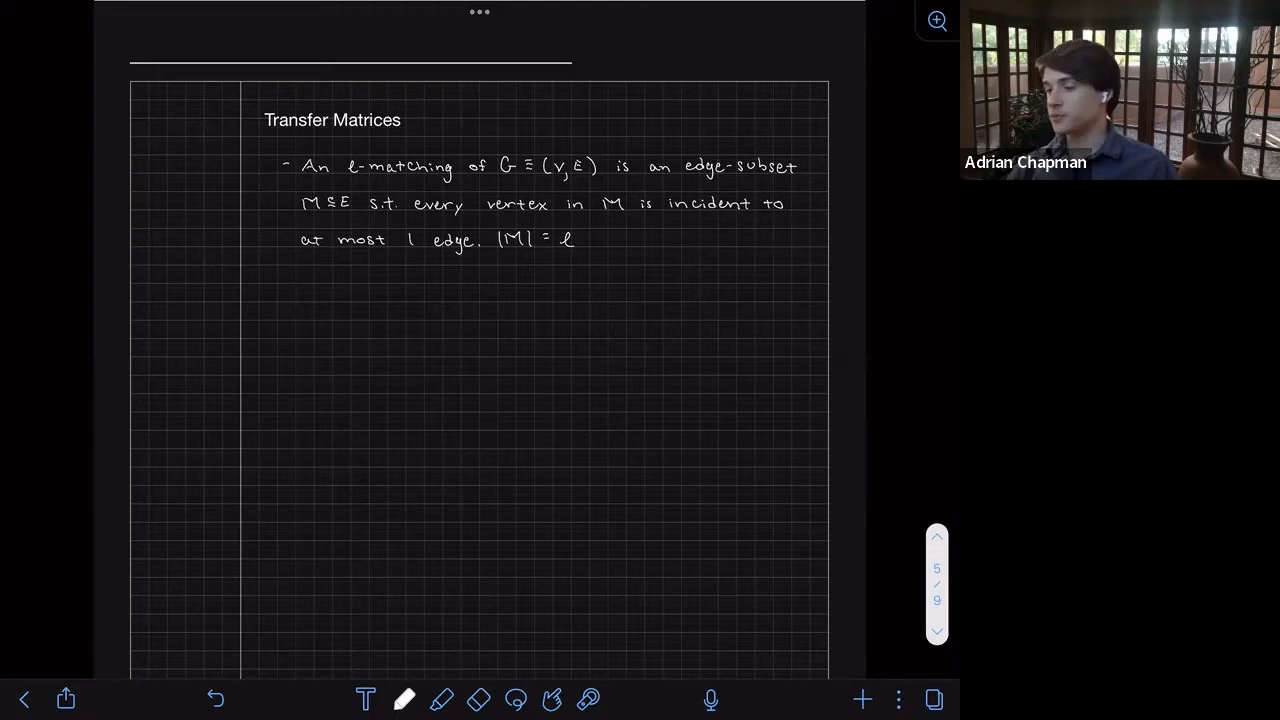 Transfer Matrices
- An ℓ-matching of G ≡ (V, E) is an edge-subset
M ⊆ E s.t. every vertex in M is incident to
at most 1 edge. |M| = ℓ
Adrian Chapman
5
/
9
T